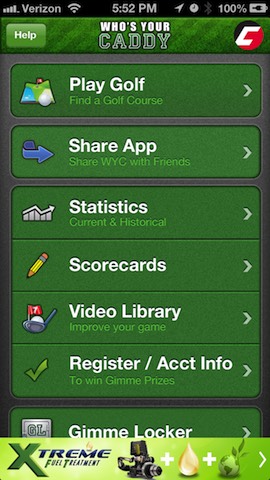 Verizon 5:52 PM 100%
Help
WHO'S YOUR
CADDY
Play Golf
Find a Golf Course
Share App
Share WYC with Friends
Statistics
Current & Historical
Scorecards
Video Library
Improve your game
Register / Acct Info
To win Gimme Prizes
GL
Gimme Locker
XTREME
FUEL TREATMENT